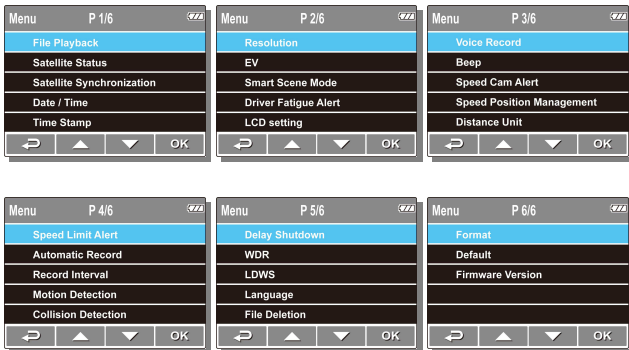 Menu P 1/6
File Playback
Satellite Status
Satellite Synchronization
Date / Time
Time Stamp
OK
Menu P 2/6
Resolution
EV
Smart Scene Mode
Driver Fatigue Alert
LCD setting
OK
Menu P 3/6
Voice Record
Beep
Speed Cam Alert
Speed Position Management
Distance Unit
OK
Menu P 4/6
Speed Limit Alert
Automatic Record
Record Interval
Motion Detection
Collision Detection
OK
Menu P 5/6
Delay Shutdown
WDR
LDWS
Language
File Deletion
OK
Menu P 6/6
Format
Default
Firmware Version
OK